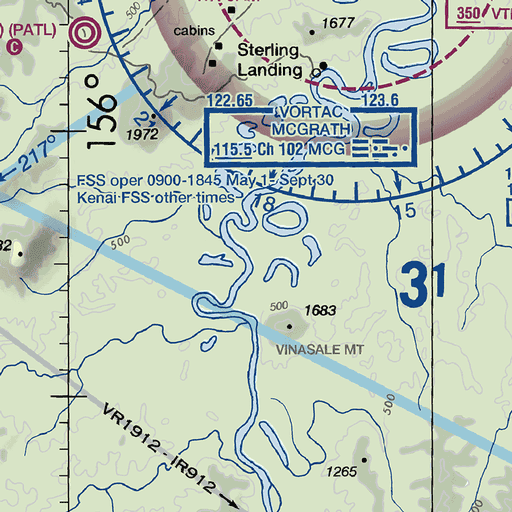 350 VT
1677
) (PATL)
C
cabins
Sterling
Landing
122.65
123.6
VORTAC
MCGRATH
115.5 Ch 102 MCG
156°
21
1972
217°
FSS oper 0900-1845 May 1-Sept 30
Kenai FSS other times
18
15
500
32
31
500
1683
VINASALE MT
500
VR1912 - IR912
1265